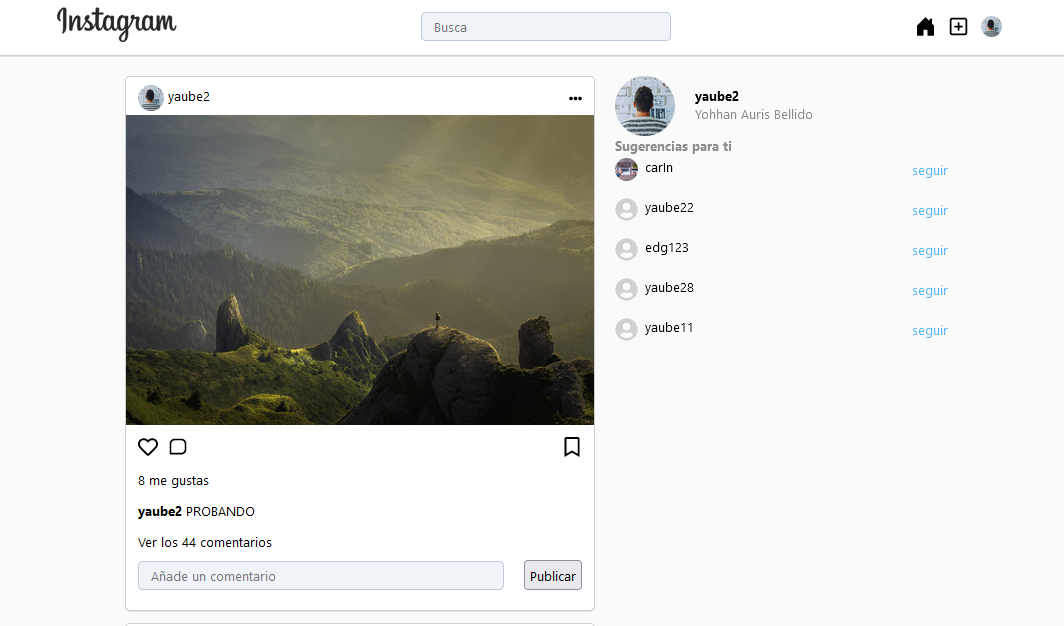 Instagram
Busca
yaube2
8 me gustas
yaube2 PROBANDO
Ver los 44 comentarios
Añade un comentario
Publicar
yaube2
Yohhan Auris Bellido
Sugerencias para ti
carln seguir
yaube22 seguir
edg123 seguir
yaube28 seguir
yaube11 seguir